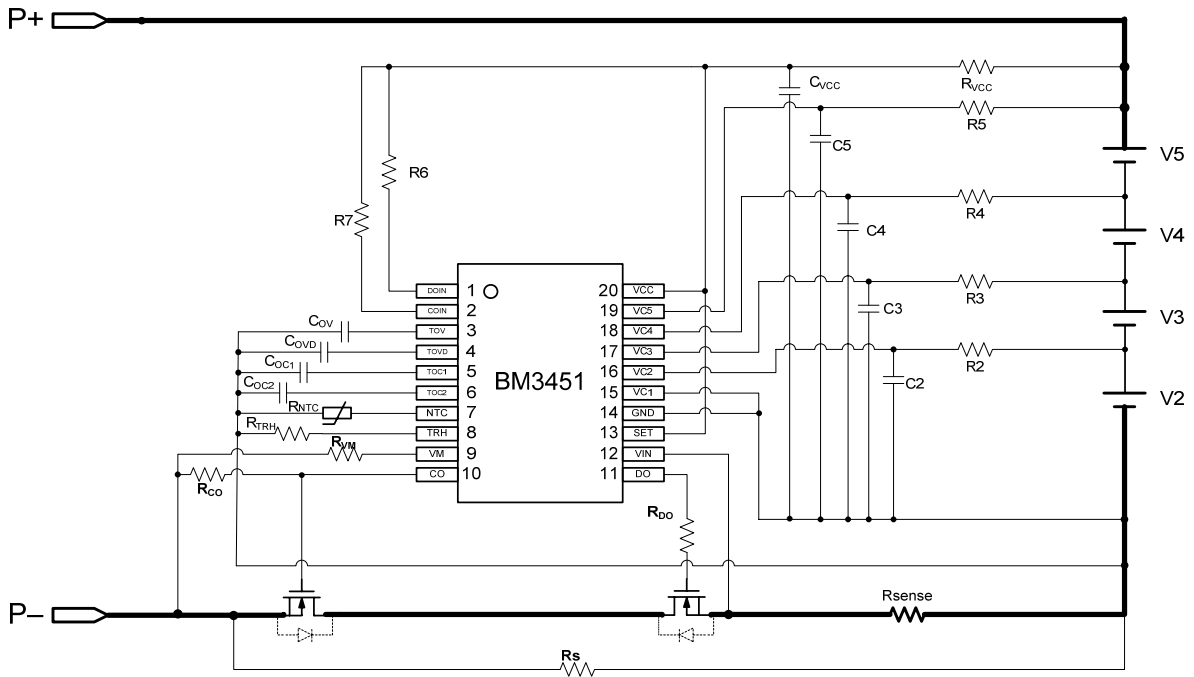 P+
CVCC
RVCC
R5
C5
V5
R6
R4
R7
C4
V4
DOIN 1 20 VCC
COIN 2 19 VC5
R3
C3
V3
COV TOV 3 18 VC4
COVD TOVD 4 17 VC3
COC1 TOC1 5 16 VC2
R2
C2
BM3451
COC2 TOC2 6 15 VC1
V2
RNTC NTC 7 14 GND
RTRH TRH 8 13 SET
RVM VM 9 12 VIN
RCO CO 10 11 DO
RDO
Rsense
P–
Rs